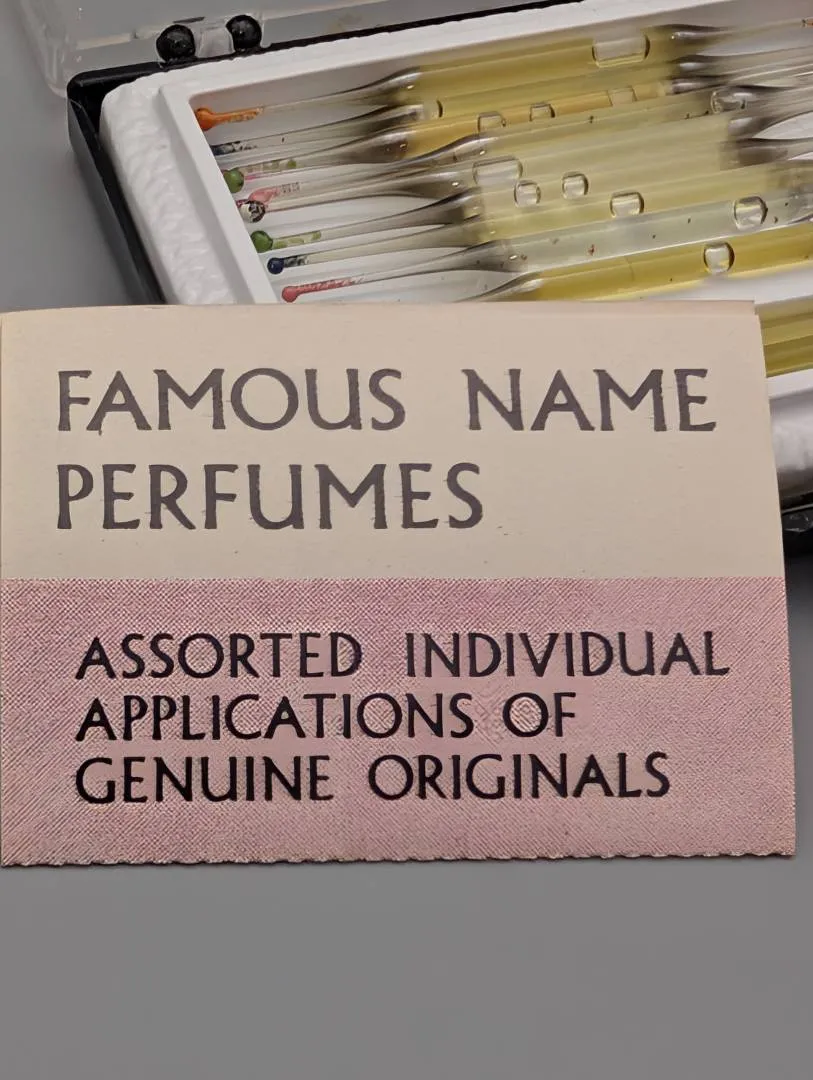 FAMOUS NAME
PERFUMES
ASSORTED INDIVIDUAL
APPLICATIONS OF
GENUINE ORIGINALS